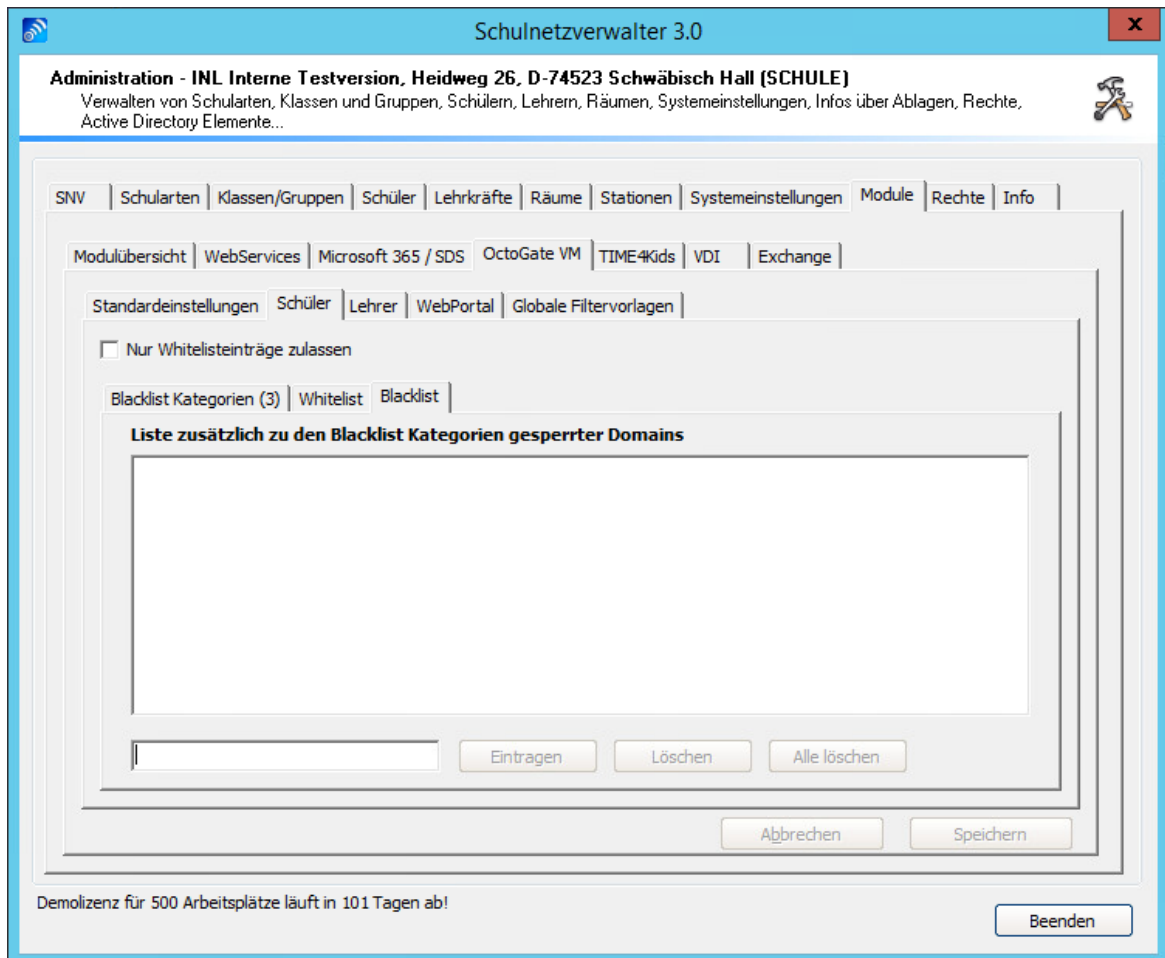 Schulnetzverwalter 3.0
x
Administration - INL Interne Testversion, Heidweg 26, D-74523 Schwäbisch Hall (SCHULE)
Verwalten von Schularten, Klassen und Gruppen, Schülern, Lehrern, Räumen, Systemeinstellungen, Infos über Ablagen, Rechte,
Active Directory Elemente...
SNV Schularten Klassen/Gruppen Schüler Lehrkräfte Räume Stationen Systemeinstellungen Module Rechte Info
Modulübersicht WebServices Microsoft 365 / SDS OctoGate VM TIME4Kids VDI Exchange
Standardeinstellungen Schüler Lehrer WebPortal Globale Filtervorlagen
Nur Whitelisteinträge zulassen
Blacklist Kategorien (3) Whitelist Blacklist
Liste zusätzlich zu den Blacklist Kategorien gesperrter Domains
Eintragen Löschen Alle löschen
Abbrechen Speichern
Demolizenz für 500 Arbeitsplätze läuft in 101 Tagen ab!
Beenden